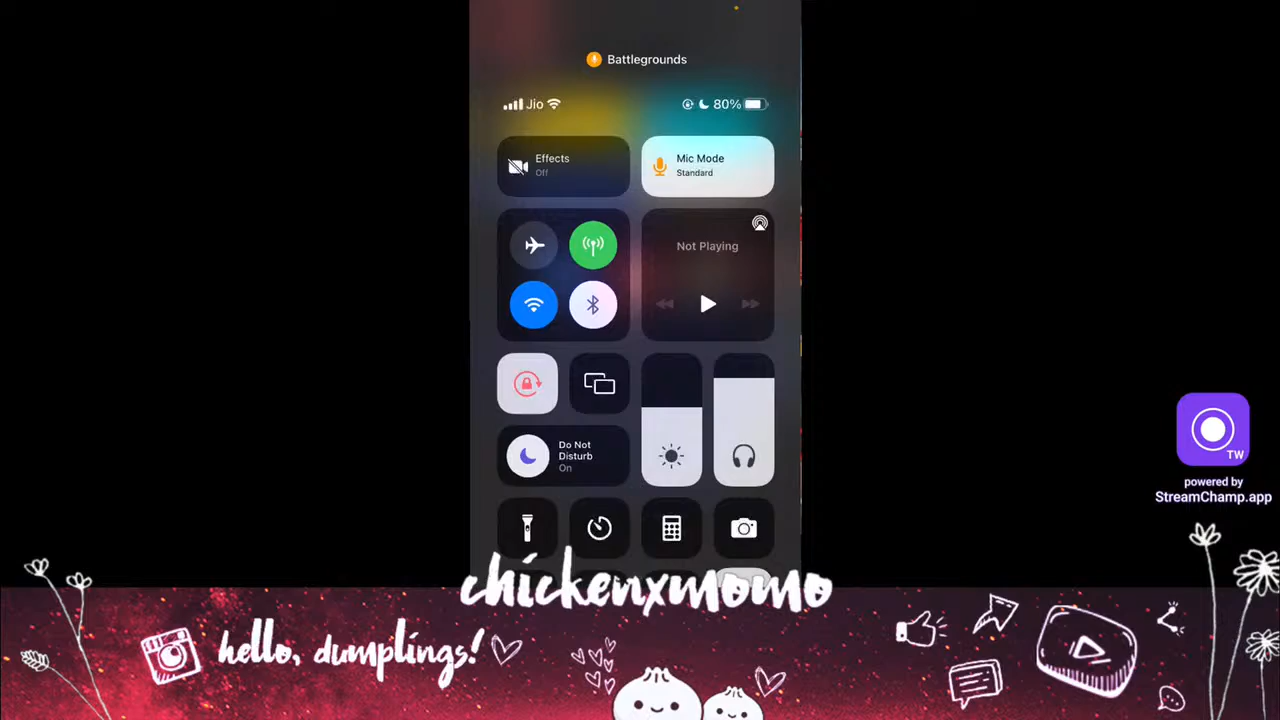 Battlegrounds
Jio
80%
Effects
Off
Mic Mode
Standard
Not Playing
Do Not
Disturb
On
TW
powered by
StreamChamp.app
chickenxmomo
hello, dumplings!